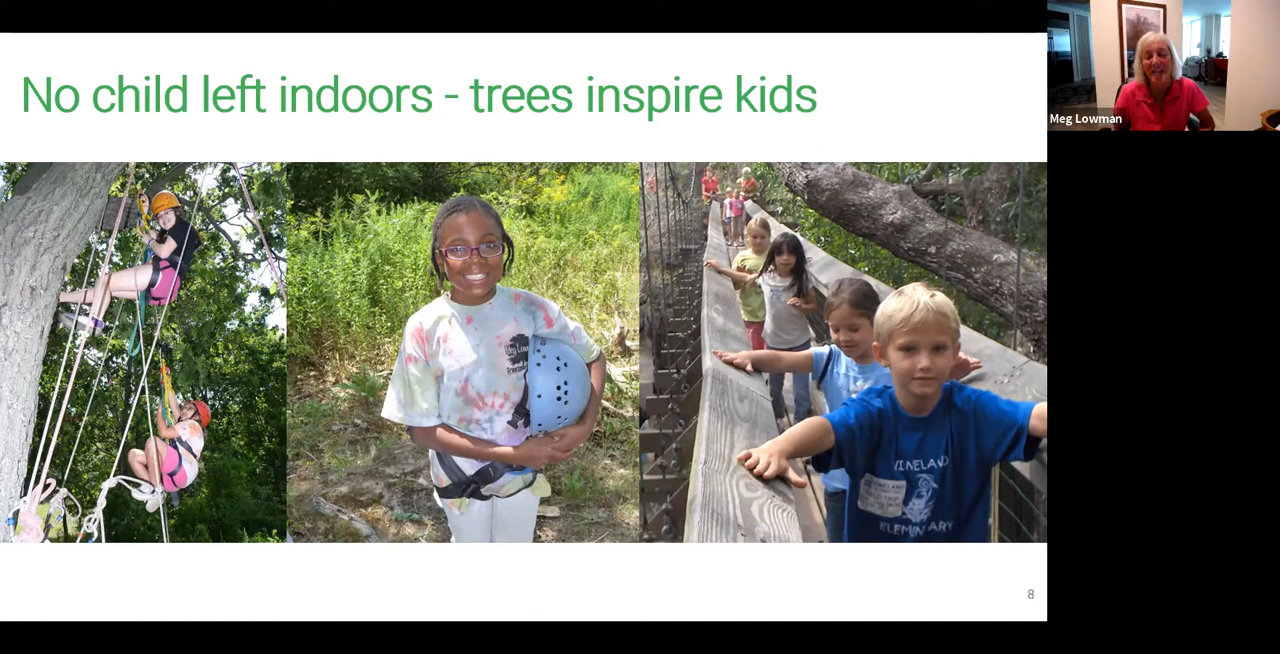 No child left indoors - trees inspire kids
Meg Lowman
VINELAND
ELEMENTARY
8